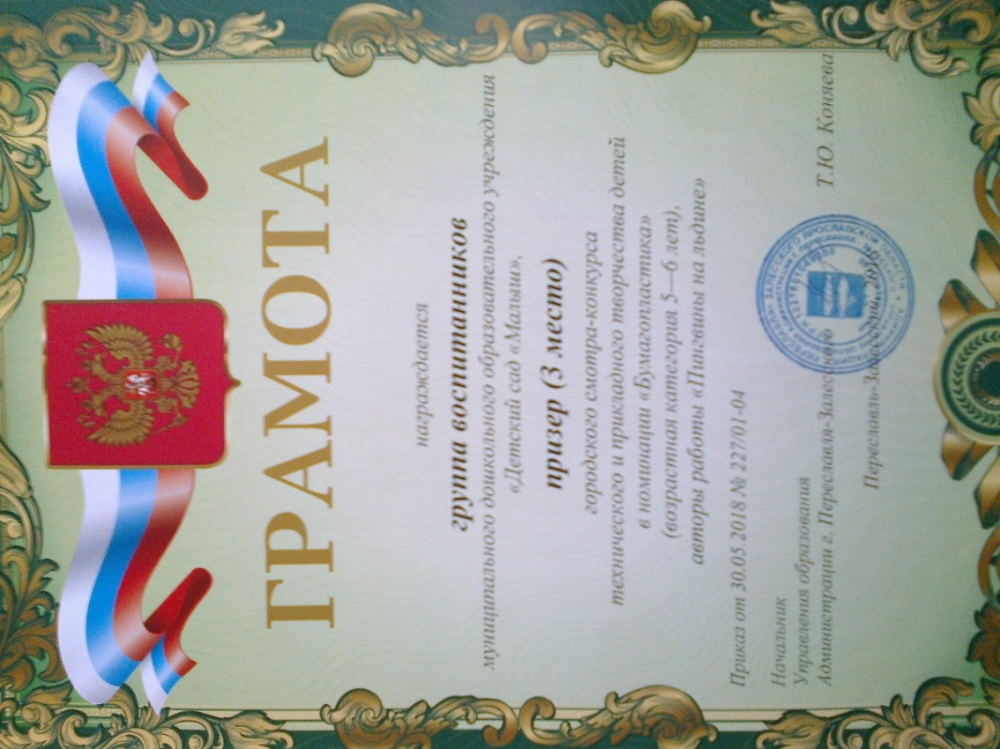 ГРАМОТА
награждается
группа воспитанников
муниципального дошкольного образовательного учреждения
«Детский сад «Малыш»,
призер (3 место)
городского смотра-конкурса
технического и прикладного творчества детей
в номинации «Бумагопластика»
(возрастная категория 5—6 лет),
авторы работы «Пингвины на льдине»
Приказ от 30.05.2018 № 227/01-04
Начальник
Управления образования
Администрации г. Переславля-Залесского Т.Ю. Коняева
Переславль-Залесский, 2018